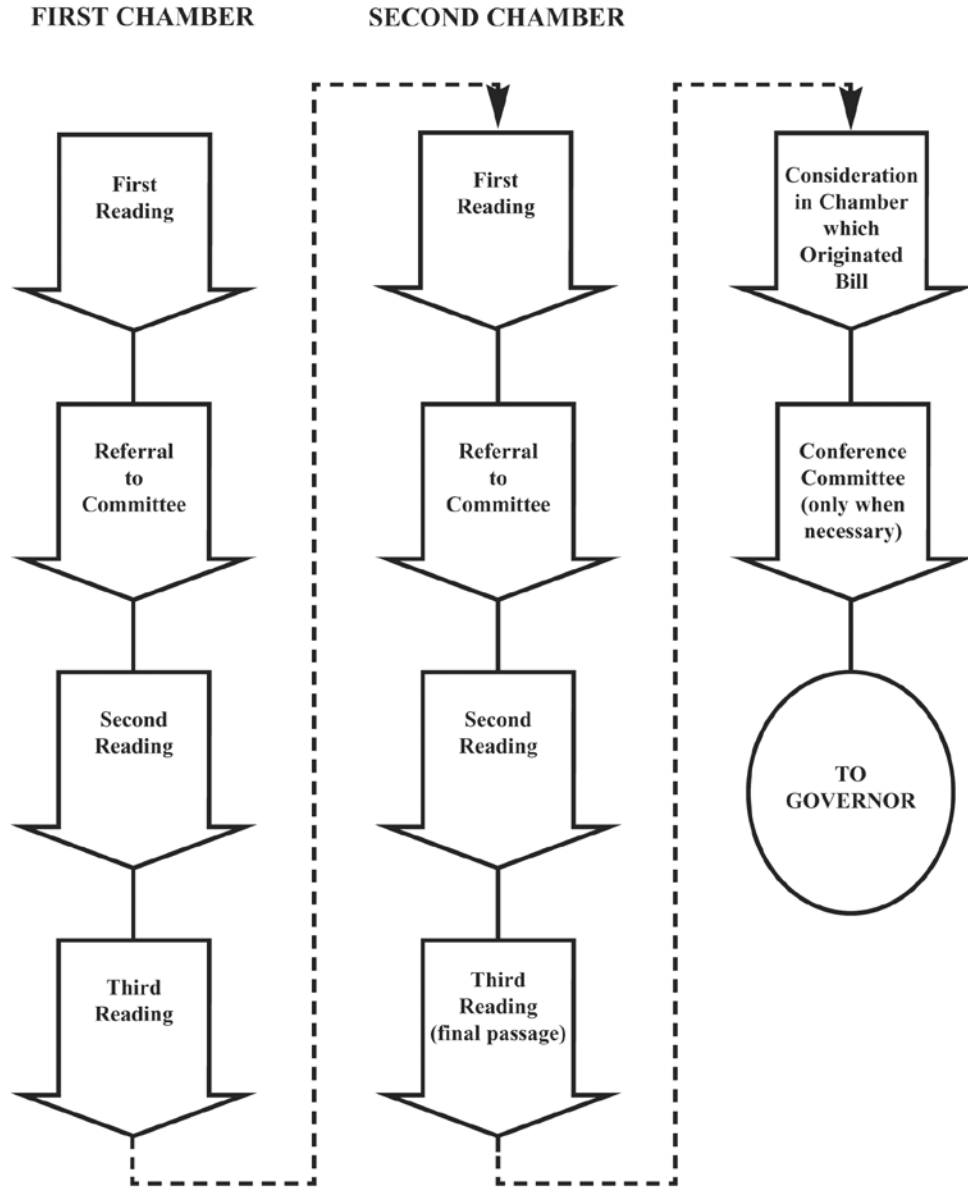 FIRST CHAMBER
First
Reading
Referral
to
Committee
Second
Reading
Third
Reading
SECOND CHAMBER
First
Reading
Referral
to
Committee
Second
Reading
Third
Reading
(final passage)
Consideration
in Chamber
which
Originated
Bill
Conference
Committee
(only when
necessary)
TO
GOVERNOR